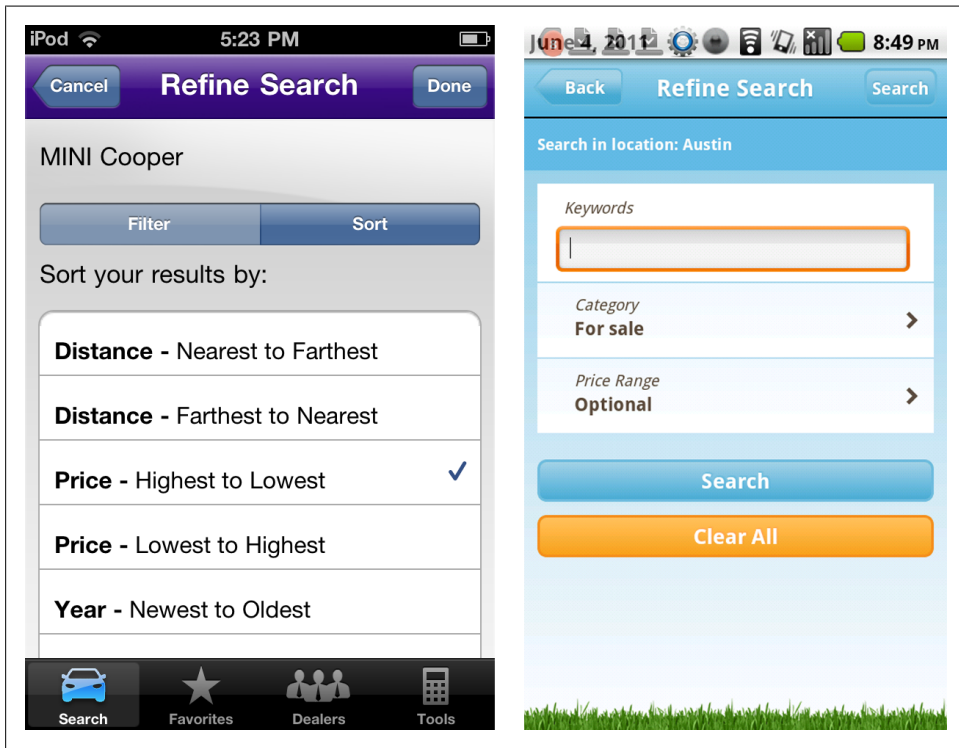 iPod 5:23 PM
Cancel Refine Search Done
MINI Cooper
Filter Sort
Sort your results by:
Distance - Nearest to Farthest
Distance - Farthest to Nearest
Price - Highest to Lowest
Price - Lowest to Highest
Year - Newest to Oldest
Search Favorites Dealers Tools
June 4, 2011 8:49 PM
Back Refine Search Search
Search in location: Austin
Keywords
Category
For sale
Price Range
Optional
Search
Clear All